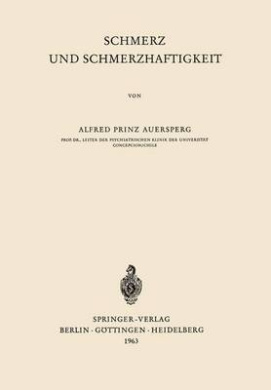 SCHMERZ
UND SCHMERZHAFTIGKEIT
VON
ALFRED PRINZ AUERSPERG
PROF. DR., LEITER DER PSYCHIATRISCHEN KLINIK DER UNIVERSITÄT
CONCEPCION/CHILE
SPRINGER-VERLAG
BERLIN · GÖTTINGEN · HEIDELBERG
1963